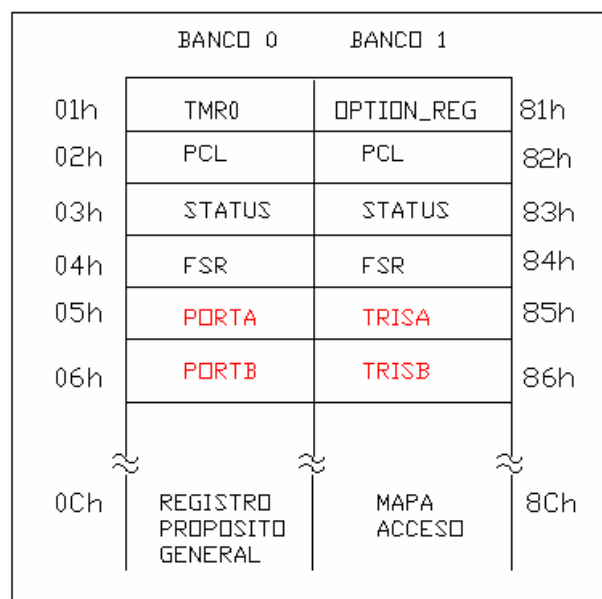 BANCO 0 BANCO 1
01h TMR0 OPTION_REG 81h
02h PCL PCL 82h
03h STATUS STATUS 83h
04h FSR FSR 84h
05h PORTA TRISA 85h
06h PORTB TRISB 86h
0Ch REGISTRO MAPA 8Ch
PROPOSITO ACCESO
GENERAL